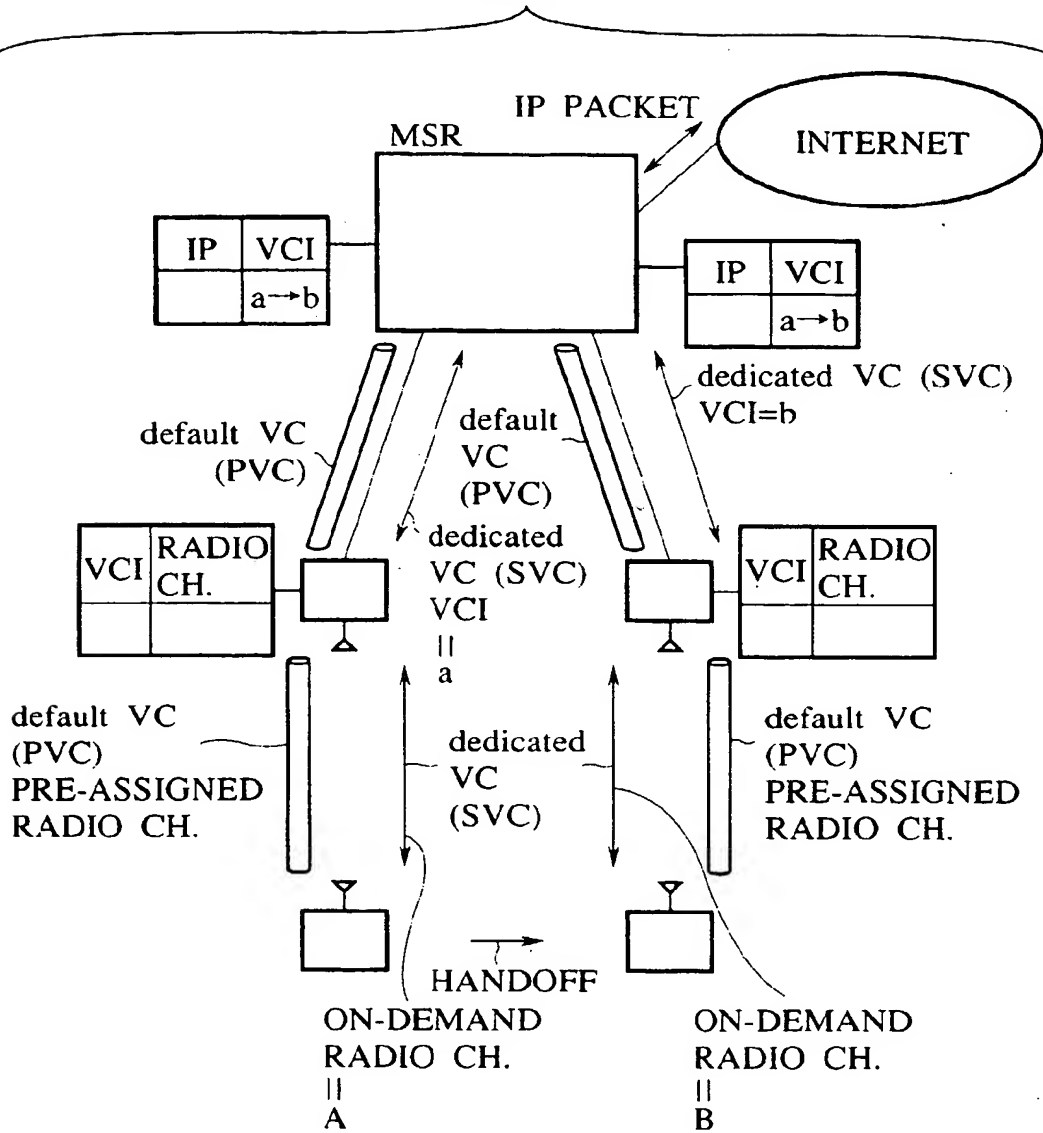 IP PACKET
MSR
INTERNET
IP VCI
a→b
IP VCI
a→b
default VC
(PVC)
default
VC
(PVC)
dedicated VC (SVC)
VCI=b
dedicated
VC (SVC)
VCI
=
a
VCI RADIO
CH.
VCI RADIO
CH.
default VC
(PVC)
PRE-ASSIGNED
RADIO CH.
dedicated
VC
(SVC)
default VC
(PVC)
PRE-ASSIGNED
RADIO CH.
HANDOFF
ON-DEMAND
RADIO CH.
=
A
ON-DEMAND
RADIO CH.
=
B